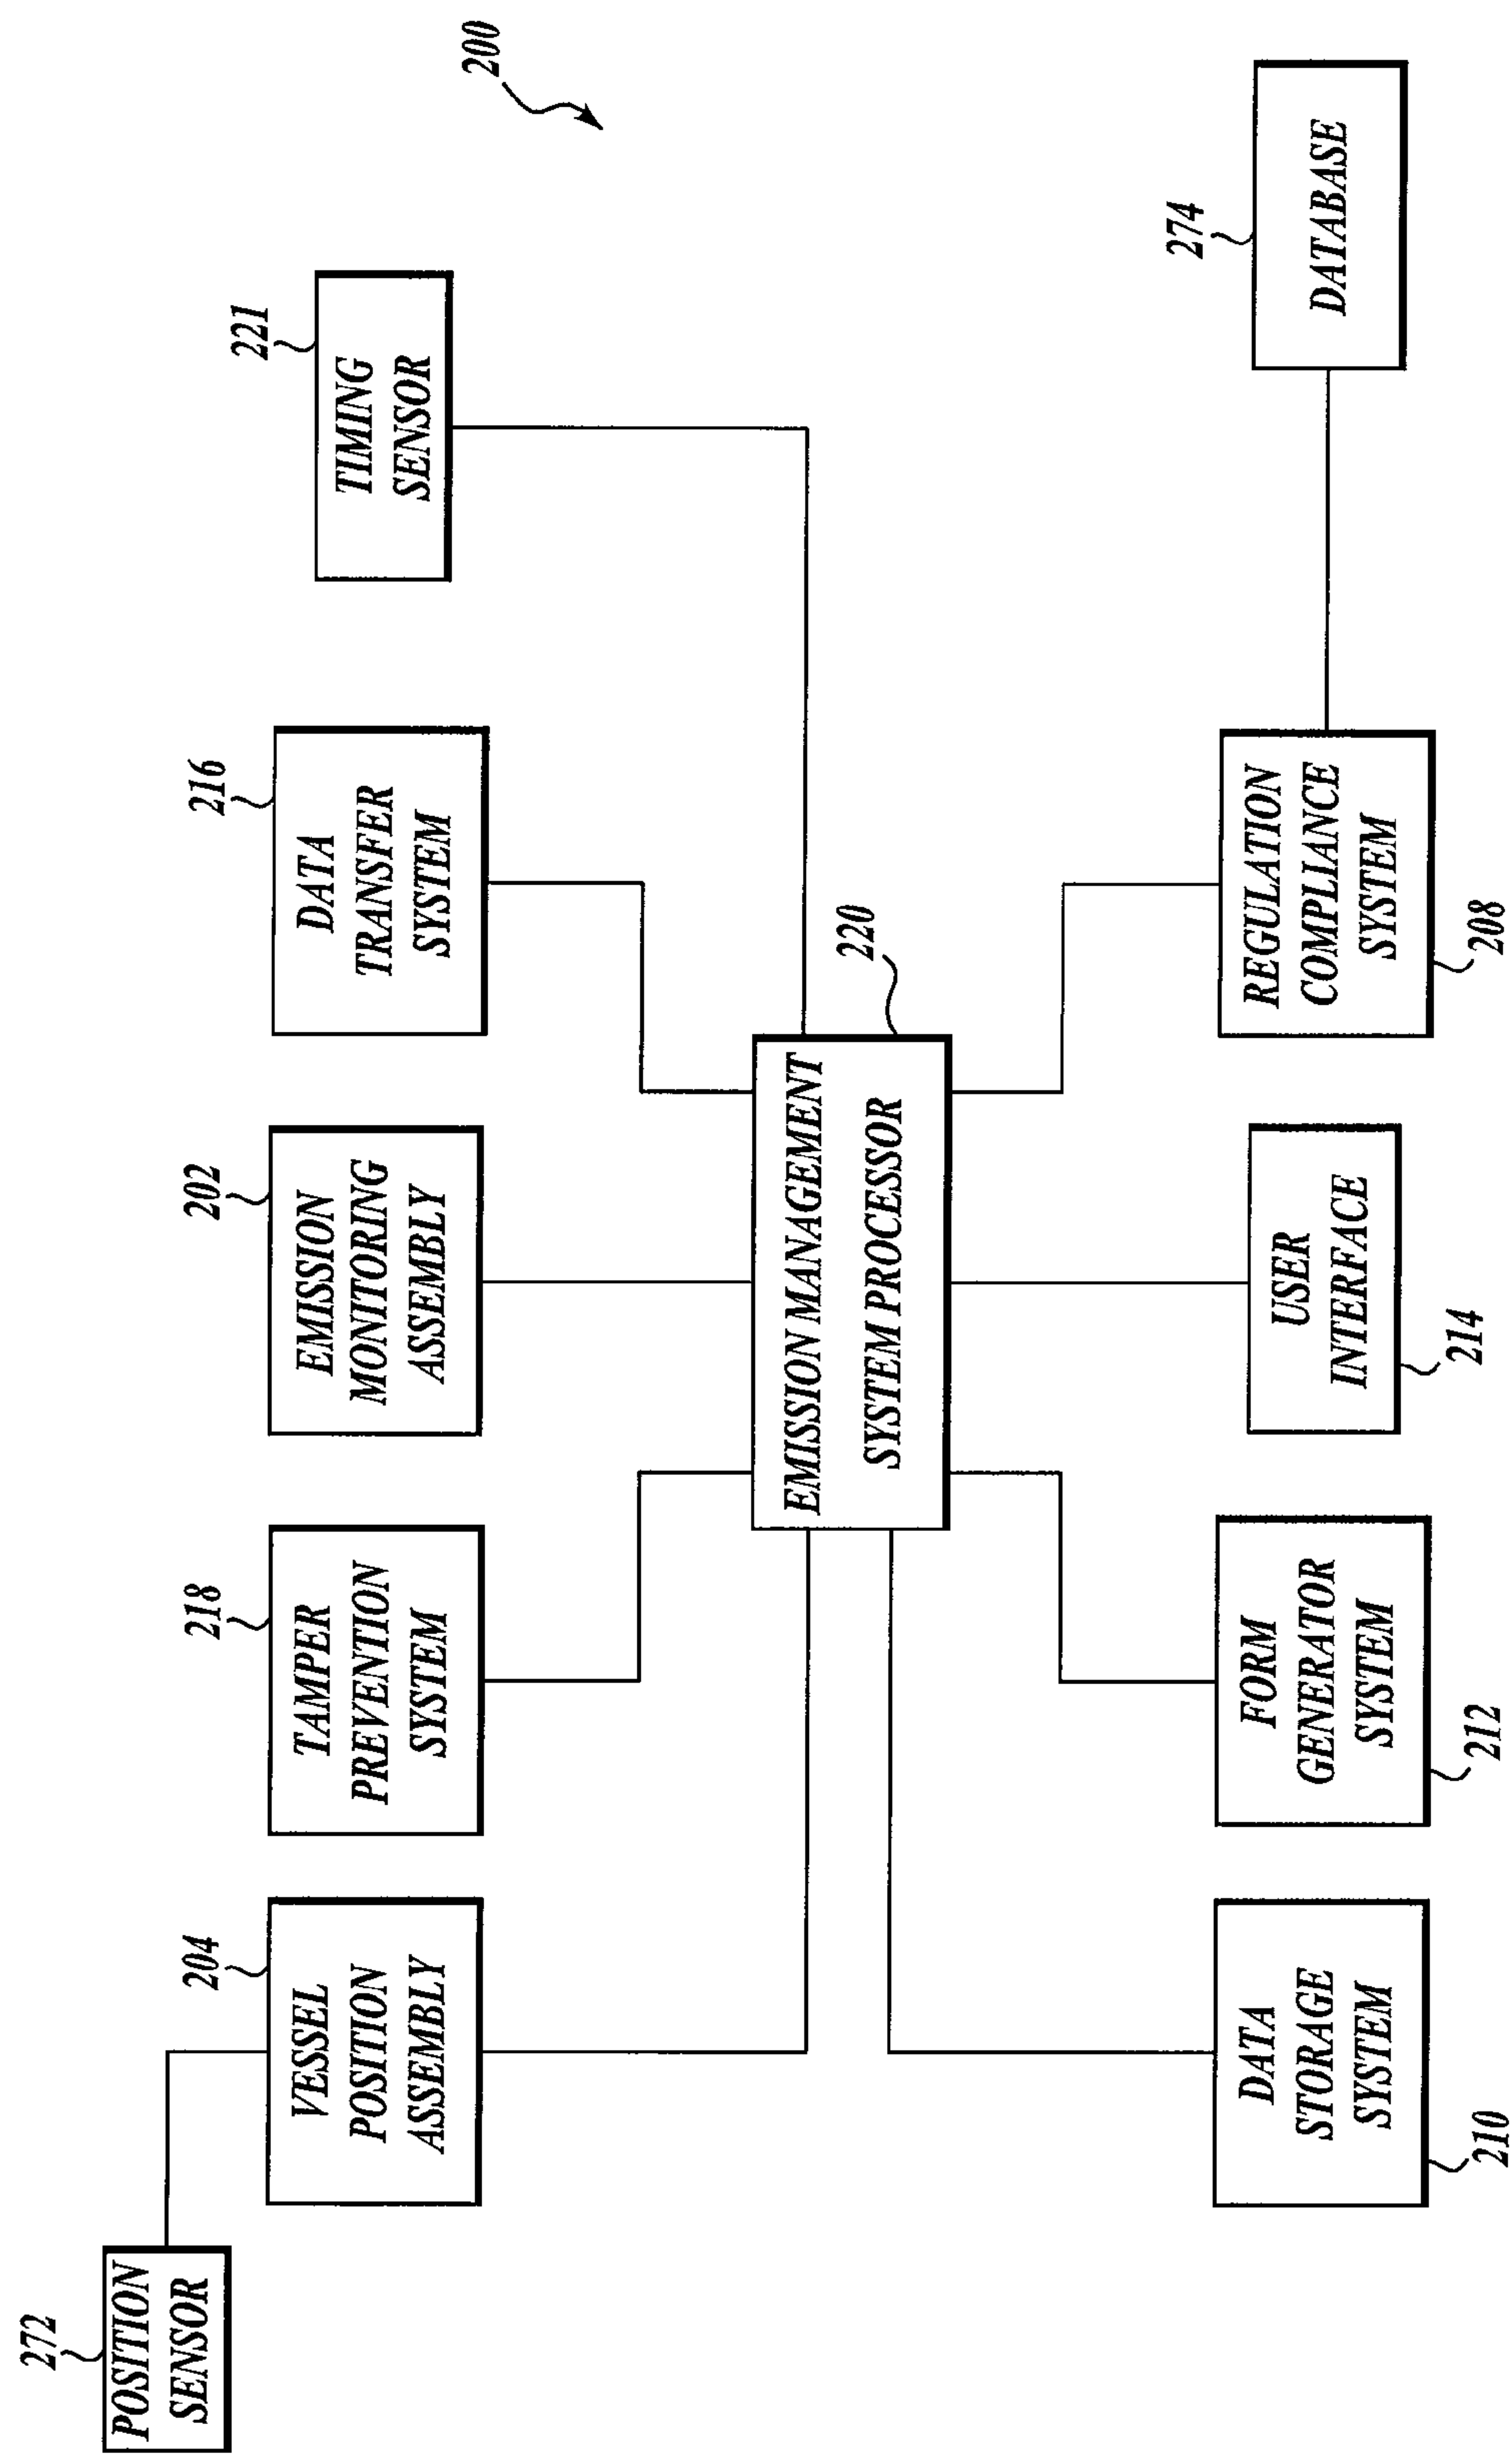 200
272
POSITION
SENSOR
204
VESSEL
POSITION
ASSEMBLY
218
TAMPER
PREVENTION
SYSTEM
202
EMISSION
MONITORING
ASSEMBLY
216
DATA
TRANSFER
SYSTEM
221
TIMING
SENSOR
220
EMISSION MANAGEMENT
SYSTEM PROCESSOR
DATA
STORAGE
SYSTEM
210
FORM
GENERATOR
SYSTEM
212
USER
INTERFACE
214
REGULATION
COMPLIANCE
SYSTEM
208
274
DATABASE